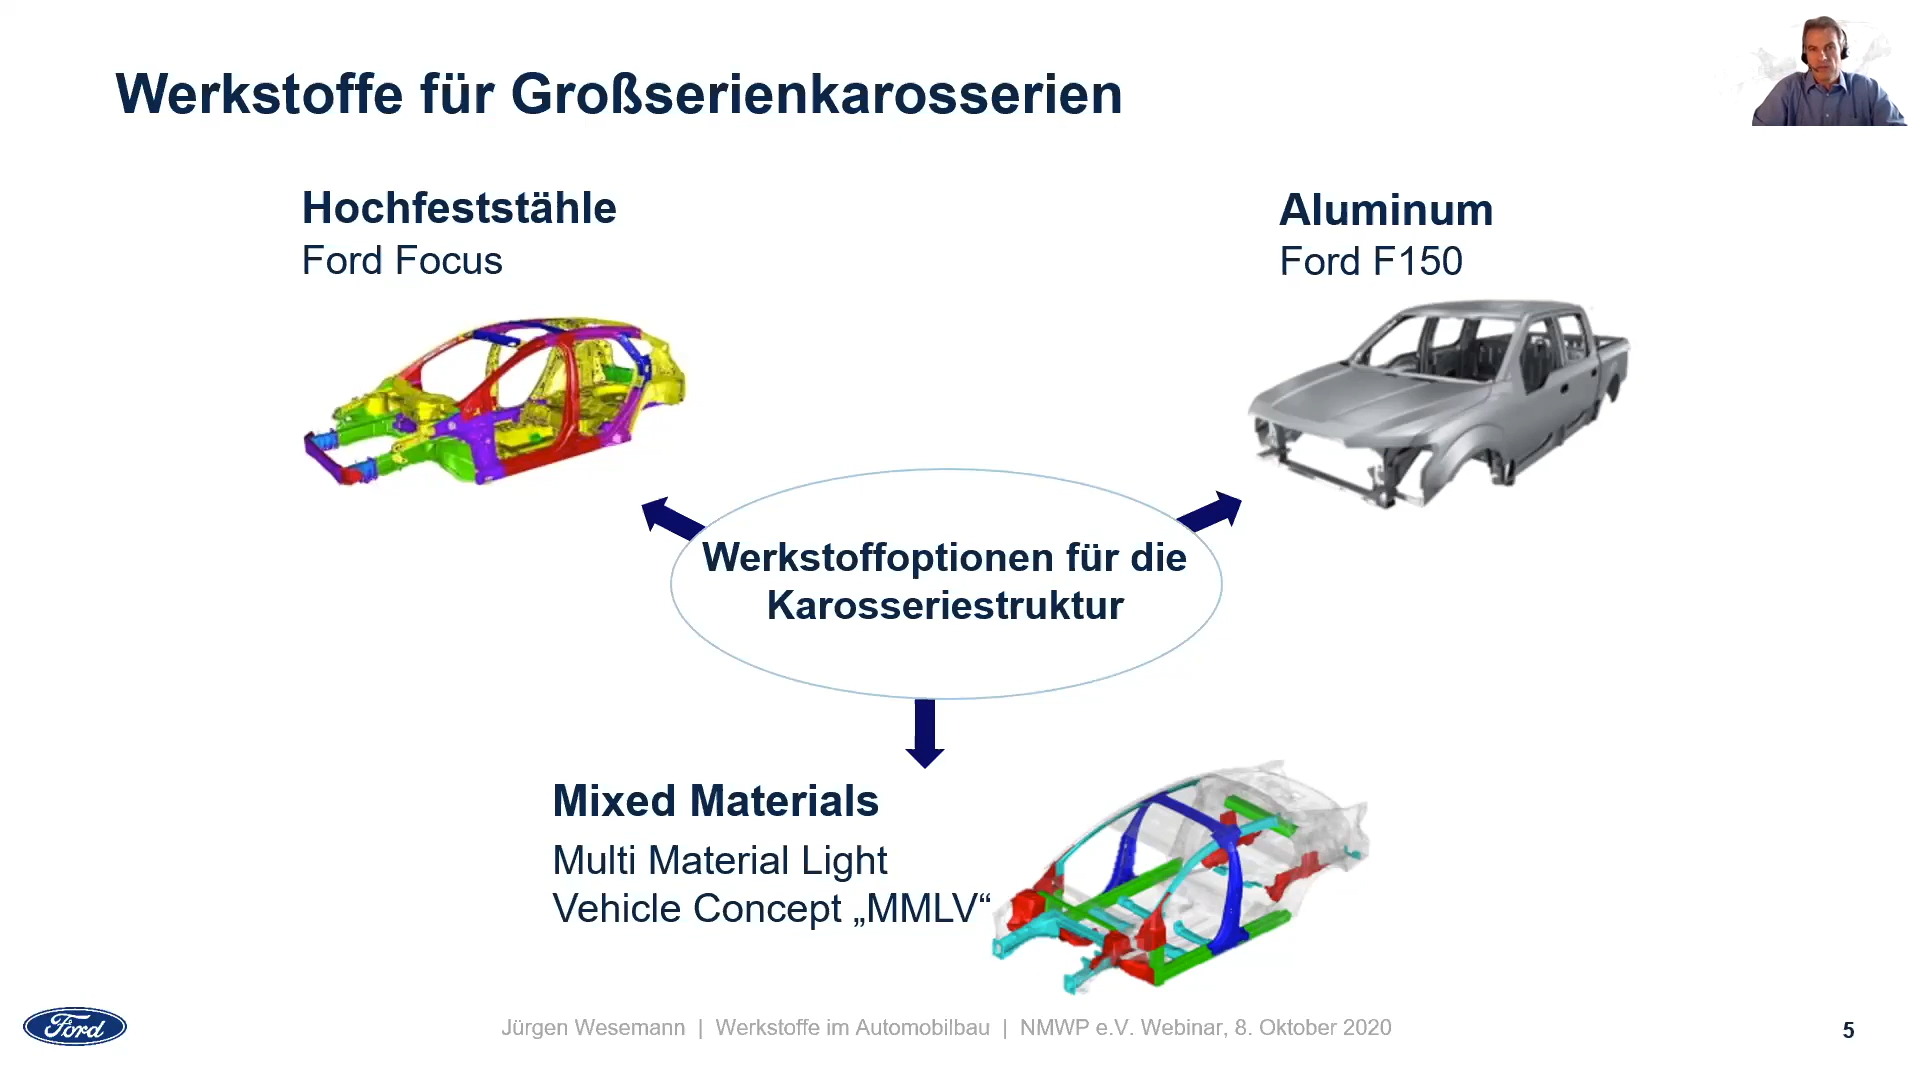 Werkstoffe für Großserienkarosserien
Hochfeststähle
Ford Focus
Aluminum
Ford F150
Werkstoffoptionen für die
Karosseriestruktur
Mixed Materials
Multi Material Light
Vehicle Concept „MMLV“
Ford
Jürgen Wesemann | Werkstoffe im Automobilbau | NMWP e.V. Webinar, 8. Oktober 2020
5